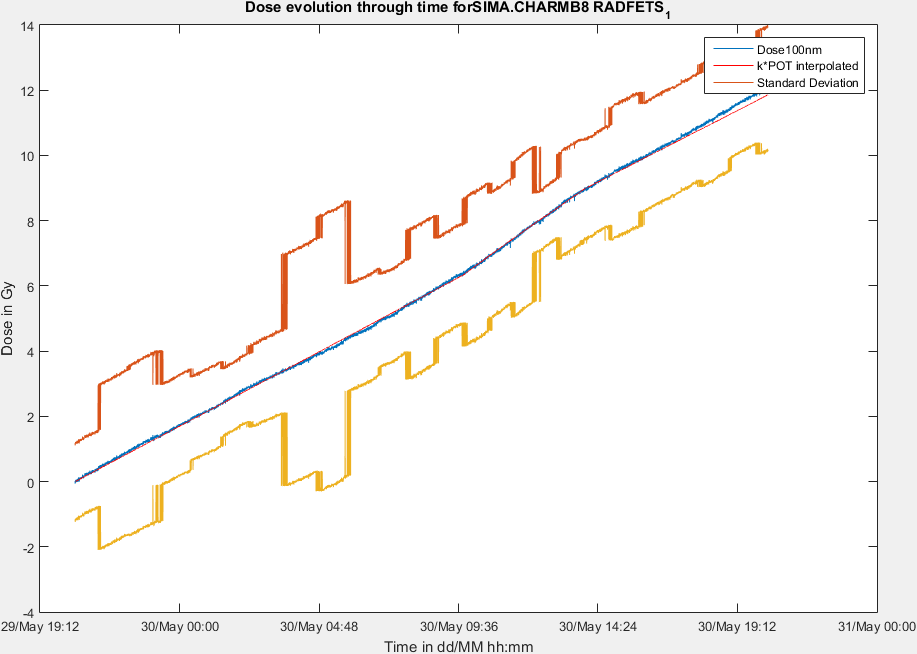 Dose evolution through time forSIMA.CHARMB8 RADFETS1
Dose100nm
k*POT interpolated
Standard Deviation
14
12
10
8
6
4
2
0
-2
-4
Dose in Gy
29/May 19:12 30/May 00:00 30/May 04:48 30/May 09:36 30/May 14:24 30/May 19:12 31/May 00:00
Time in dd/MM hh:mm